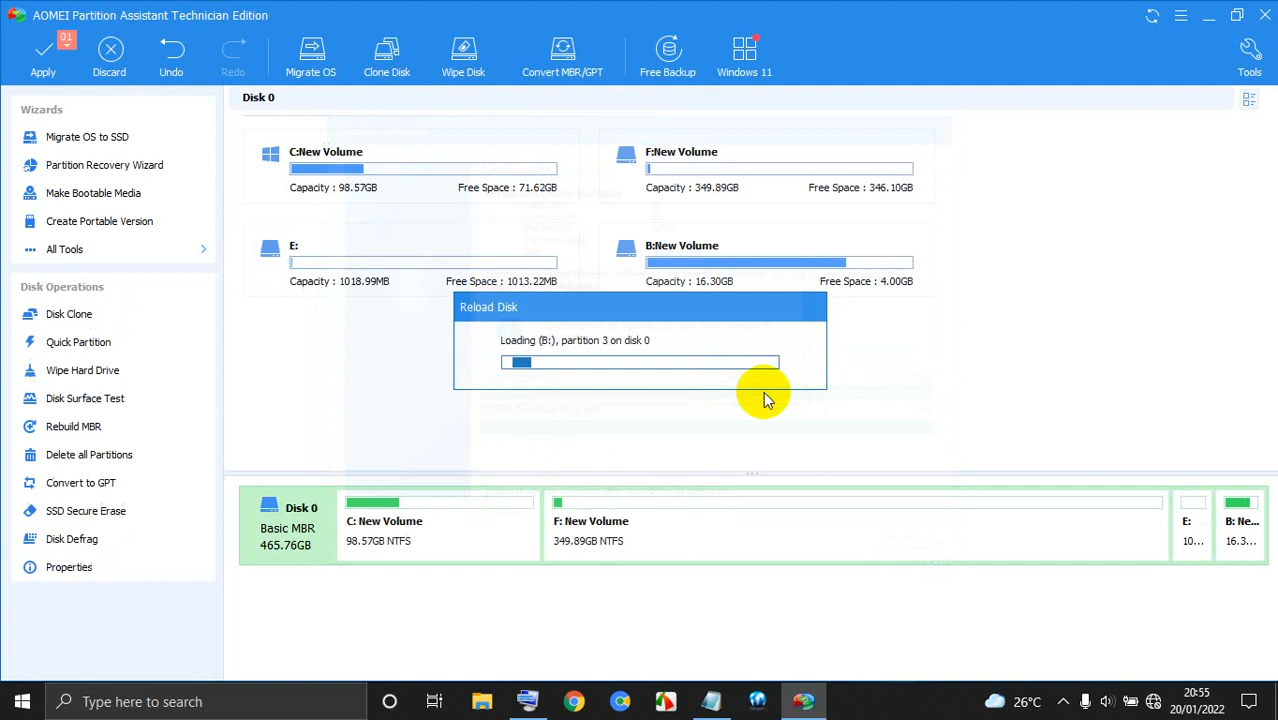 AOMEI Partition Assistant Technician Edition
01
Apply
Discard
Undo
Redo
Migrate OS
Clone Disk
Wipe Disk
Convert MBR/GPT
Free Backup
Windows 11
Tools
Wizards
Migrate OS to SSD
Partition Recovery Wizard
Make Bootable Media
Create Portable Version
All Tools
Disk Operations
Disk Clone
Quick Partition
Wipe Hard Drive
Disk Surface Test
Rebuild MBR
Delete all Partitions
Convert to GPT
SSD Secure Erase
Disk Defrag
Properties
Disk 0
C:New Volume
Capacity : 98.57GB Free Space : 71.62GB
F:New Volume
Capacity : 349.89GB Free Space : 346.10GB
E:
Capacity : 1018.99MB Free Space : 1013.22MB
B:New Volume
Capacity : 16.30GB Free Space : 4.00GB
Reload Disk
Loading (B:), partition 3 on disk 0
Disk 0
Basic MBR
465.76GB
C: New Volume
98.57GB NTFS
F: New Volume
349.89GB NTFS
E:
10...
B: Ne...
16.3...
Type here to search
26°C
20:55
20/01/2022